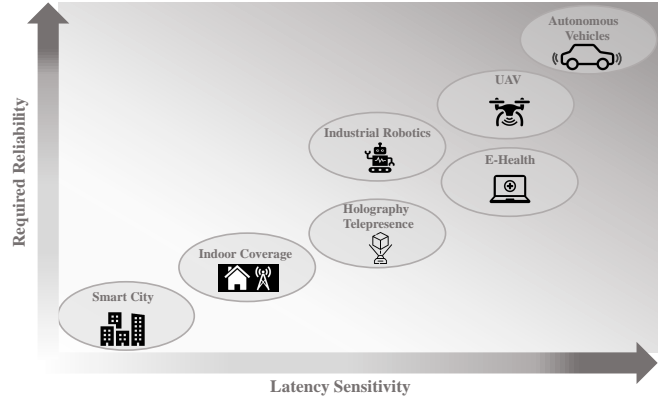 Autonomous
Vehicles
UAV
Industrial Robotics
E-Health
Holography
Telepresence
Indoor Coverage
Smart City
Required Reliability
Latency Sensitivity